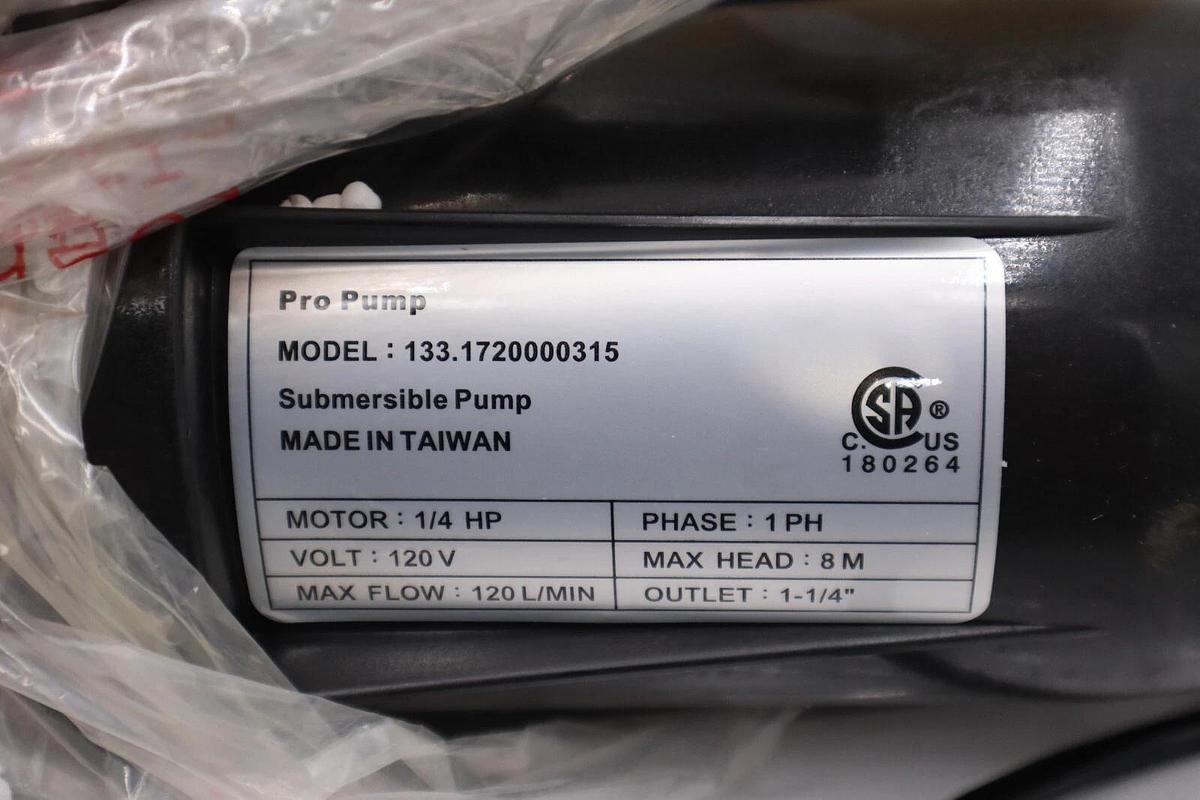 Pro Pump
MODEL : 133.1720000315
Submersible Pump
MADE IN TAIWAN
SA ®
C. US
180264
MOTOR : 1/4 HP PHASE : 1 PH
VOLT : 120 V MAX HEAD : 8 M
MAX FLOW : 120 L/MIN OUTLET : 1-1/4"